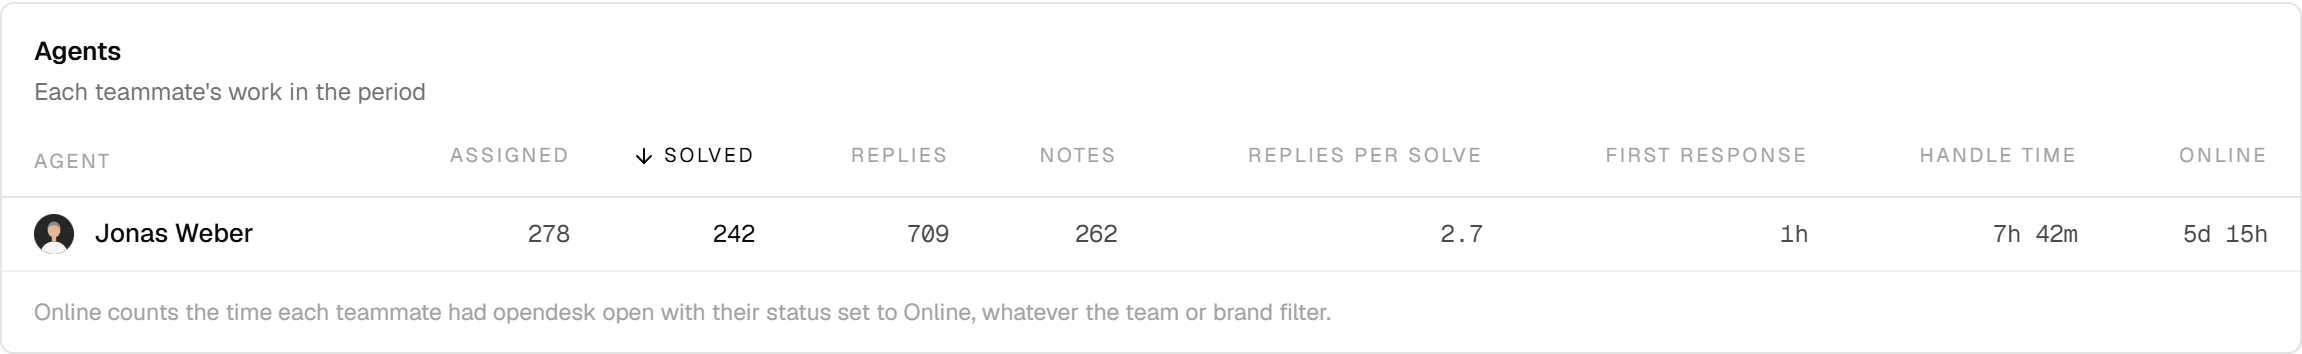 Agents
Each teammate's work in the period
AGENT ASSIGNED ↓ SOLVED REPLIES NOTES REPLIES PER SOLVE FIRST RESPONSE HANDLE TIME ONLINE
Jonas Weber 278 242 709 262 2.7 1h 7h 42m 5d 15h
Online counts the time each teammate had opendesk open with their status set to Online, whatever the team or brand filter.